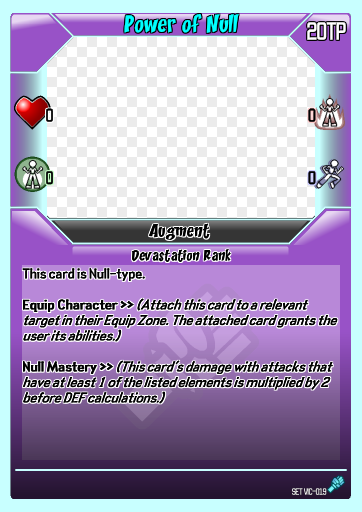 Power of Null
20TP
0
0
0
0
Augment
Devastation Rank
This card is Null-type.
Equip Character >> (Attach this card to a relevant
target in their Equip Zone. The attached card grants the
user its abilities.)
Null Mastery >> (This card's damage with attacks that
have at least 1 of the listed elements is multiplied by 2
before DEF calculations.)
SET VIC-019